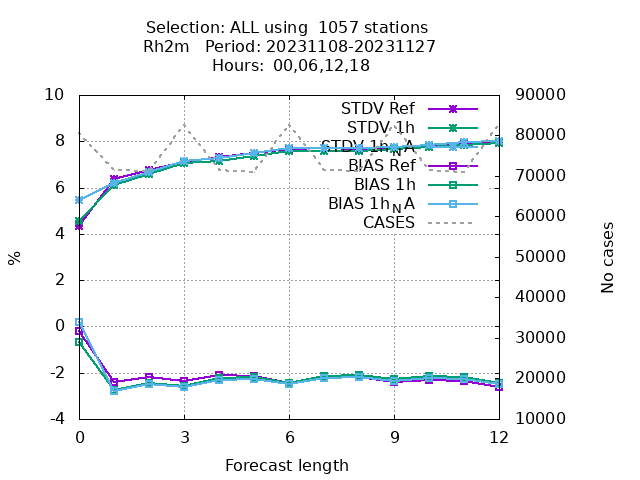 Selection: ALL using 1057 stations
Rh2m Period: 20231108-20231127
Hours: 00,06,12,18
10
8
6
4
2
0
-2
-4
%
90000
80000
70000
60000
50000
40000
30000
20000
10000
No cases
STDV Ref
STDV 1h
STDV 1h_NA
BIAS Ref
BIAS 1h
BIAS 1h_NA
CASES
0 3 6 9 12
Forecast length